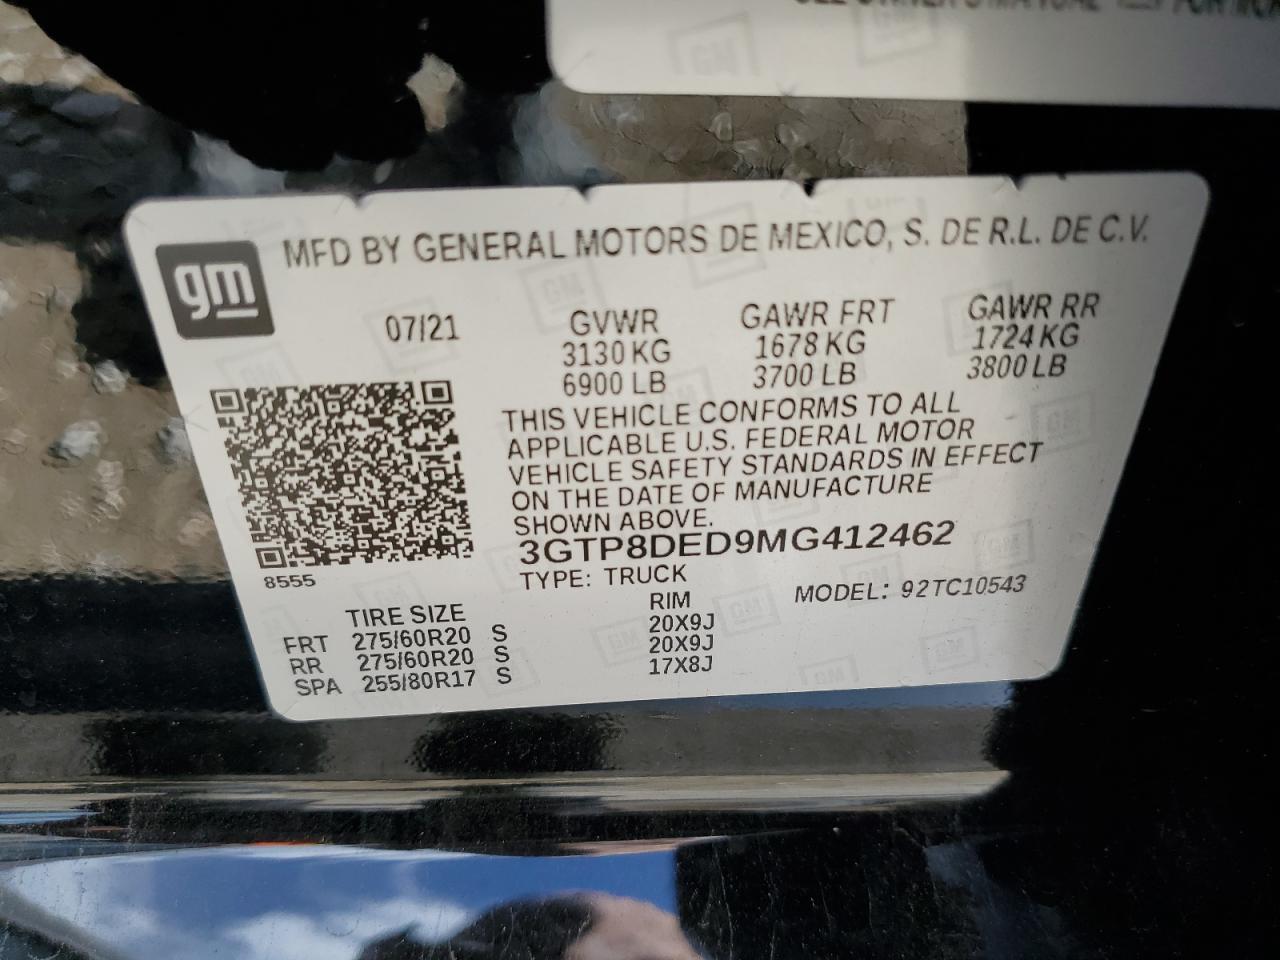 gm
MFD BY GENERAL MOTORS DE MEXICO, S. DE R.L. DE C.V.
07/21 GVWR GAWR FRT GAWR RR
3130 KG 1678 KG 1724 KG
6900 LB 3700 LB 3800 LB
THIS VEHICLE CONFORMS TO ALL
APPLICABLE U.S. FEDERAL MOTOR
VEHICLE SAFETY STANDARDS IN EFFECT
ON THE DATE OF MANUFACTURE
SHOWN ABOVE.
3GTP8DED9MG412462
8555
TYPE: TRUCK MODEL: 92TC10543
TIRE SIZE RIM
FRT 275/60R20 S 20X9J
RR 275/60R20 S 20X9J
SPA 255/80R17 S 17X8J